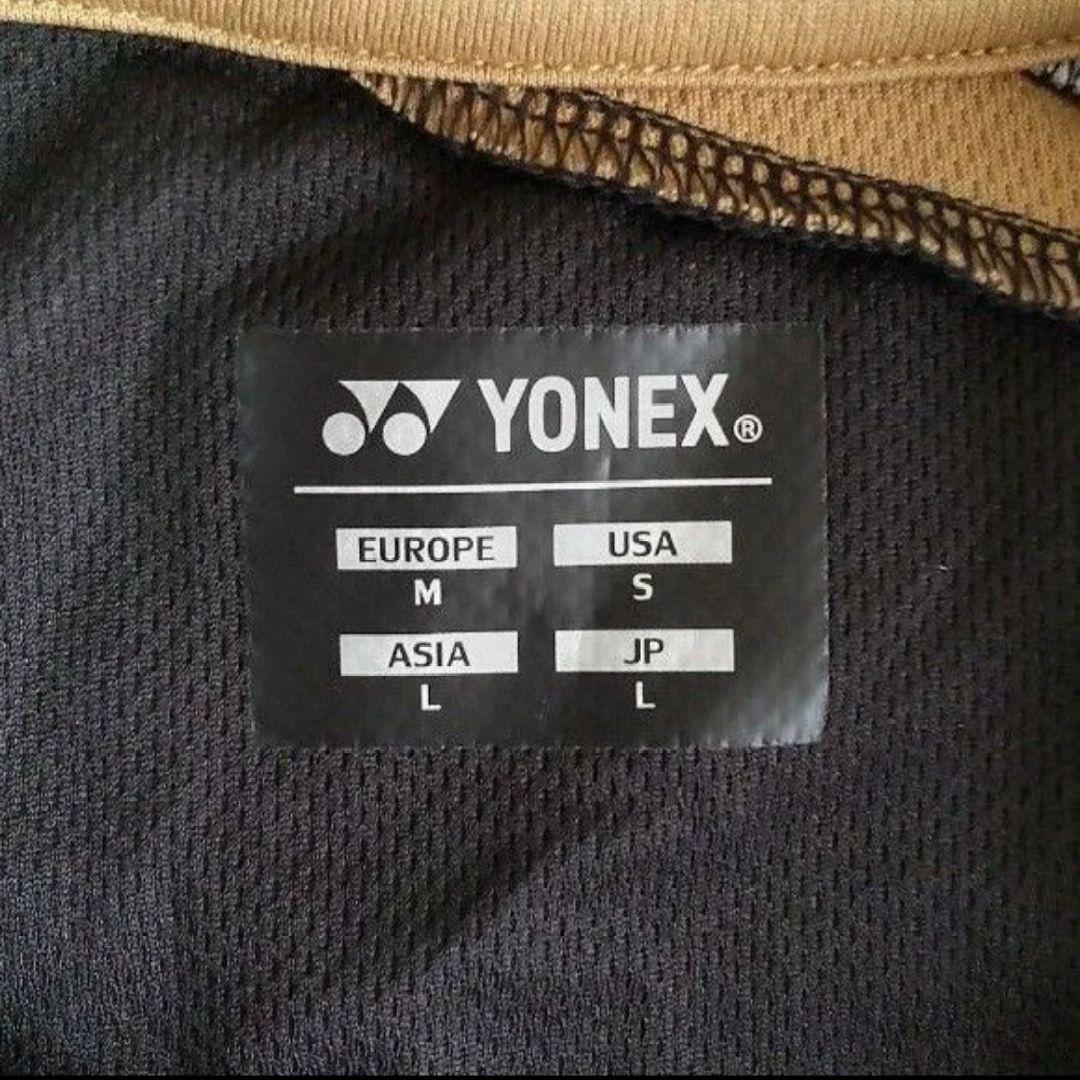 YONEX®
EUROPE USA
M S
ASIA JP
L L